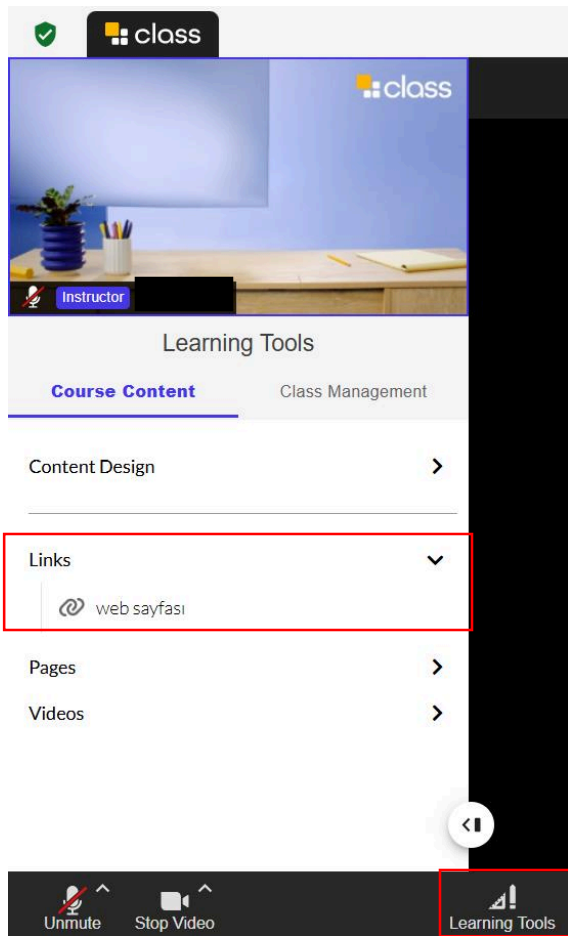 class
class
Instructor
Learning Tools
Course Content Class Management
Content Design
Links
web sayfası
Pages
Videos
Unmute Stop Video Learning Tools